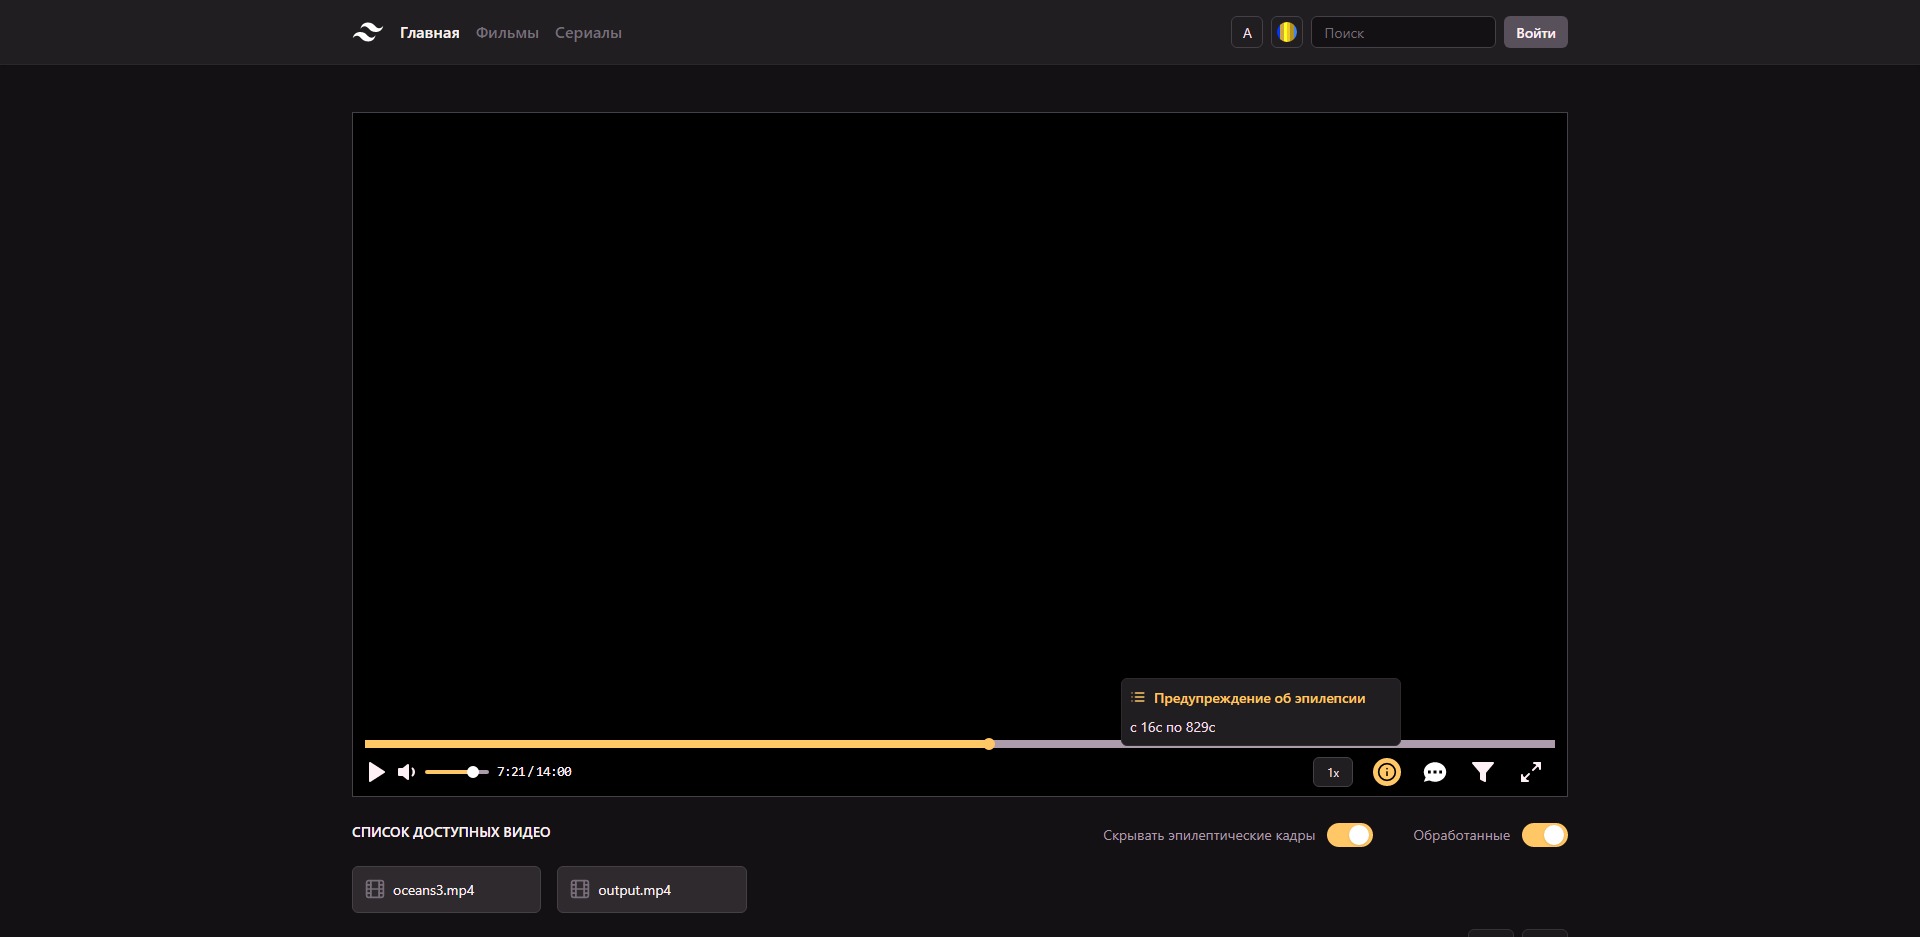 Главная Фильмы Сериалы A Поиск Войти
Предупреждение об эпилепсии
с 16с по 829с
7:21/14:00 1x
СПИСОК ДОСТУПНЫХ ВИДЕО Скрывать эпилептические кадры Обработанные
oceans3.mp4 output.mp4